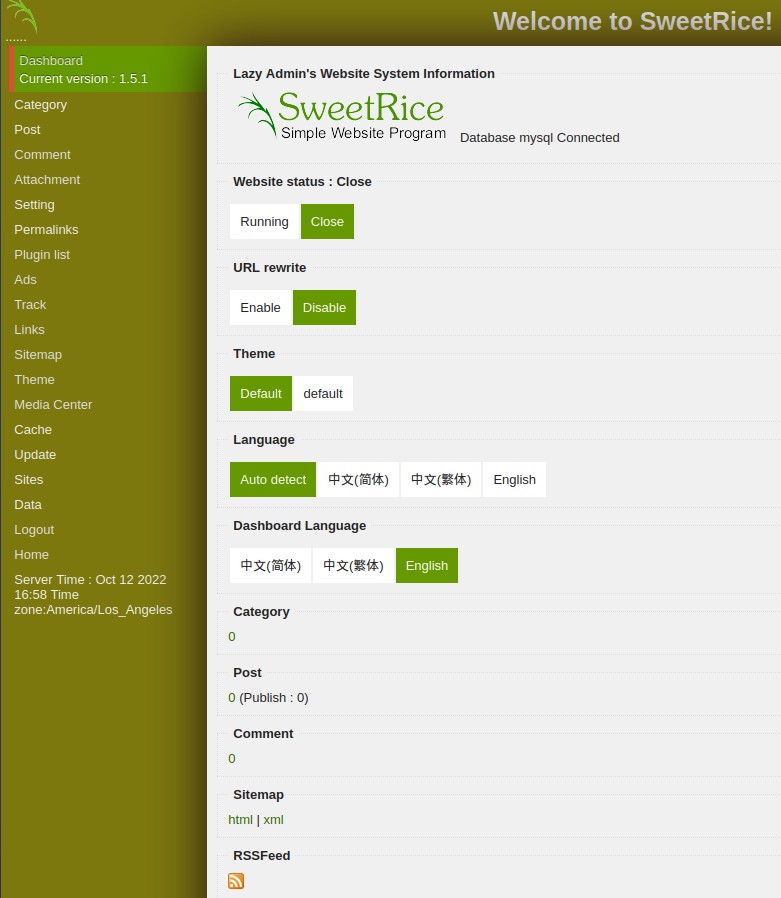 Welcome to SweetRice!
......
Dashboard
Current version : 1.5.1
Category
Post
Comment
Attachment
Setting
Permalinks
Plugin list
Ads
Track
Links
Sitemap
Theme
Media Center
Cache
Update
Sites
Data
Logout
Home
Server Time : Oct 12 2022
16:58 Time
zone:America/Los_Angeles
Lazy Admin's Website System Information
SweetRice
Simple Website Program
Database mysql Connected
Website status : Close
Running Close
URL rewrite
Enable Disable
Theme
Default default
Language
Auto detect 中文(简体) 中文(繁体) English
Dashboard Language
中文(简体) 中文(繁体) English
Category
0
Post
0 (Publish : 0)
Comment
0
Sitemap
html | xml
RSSFeed